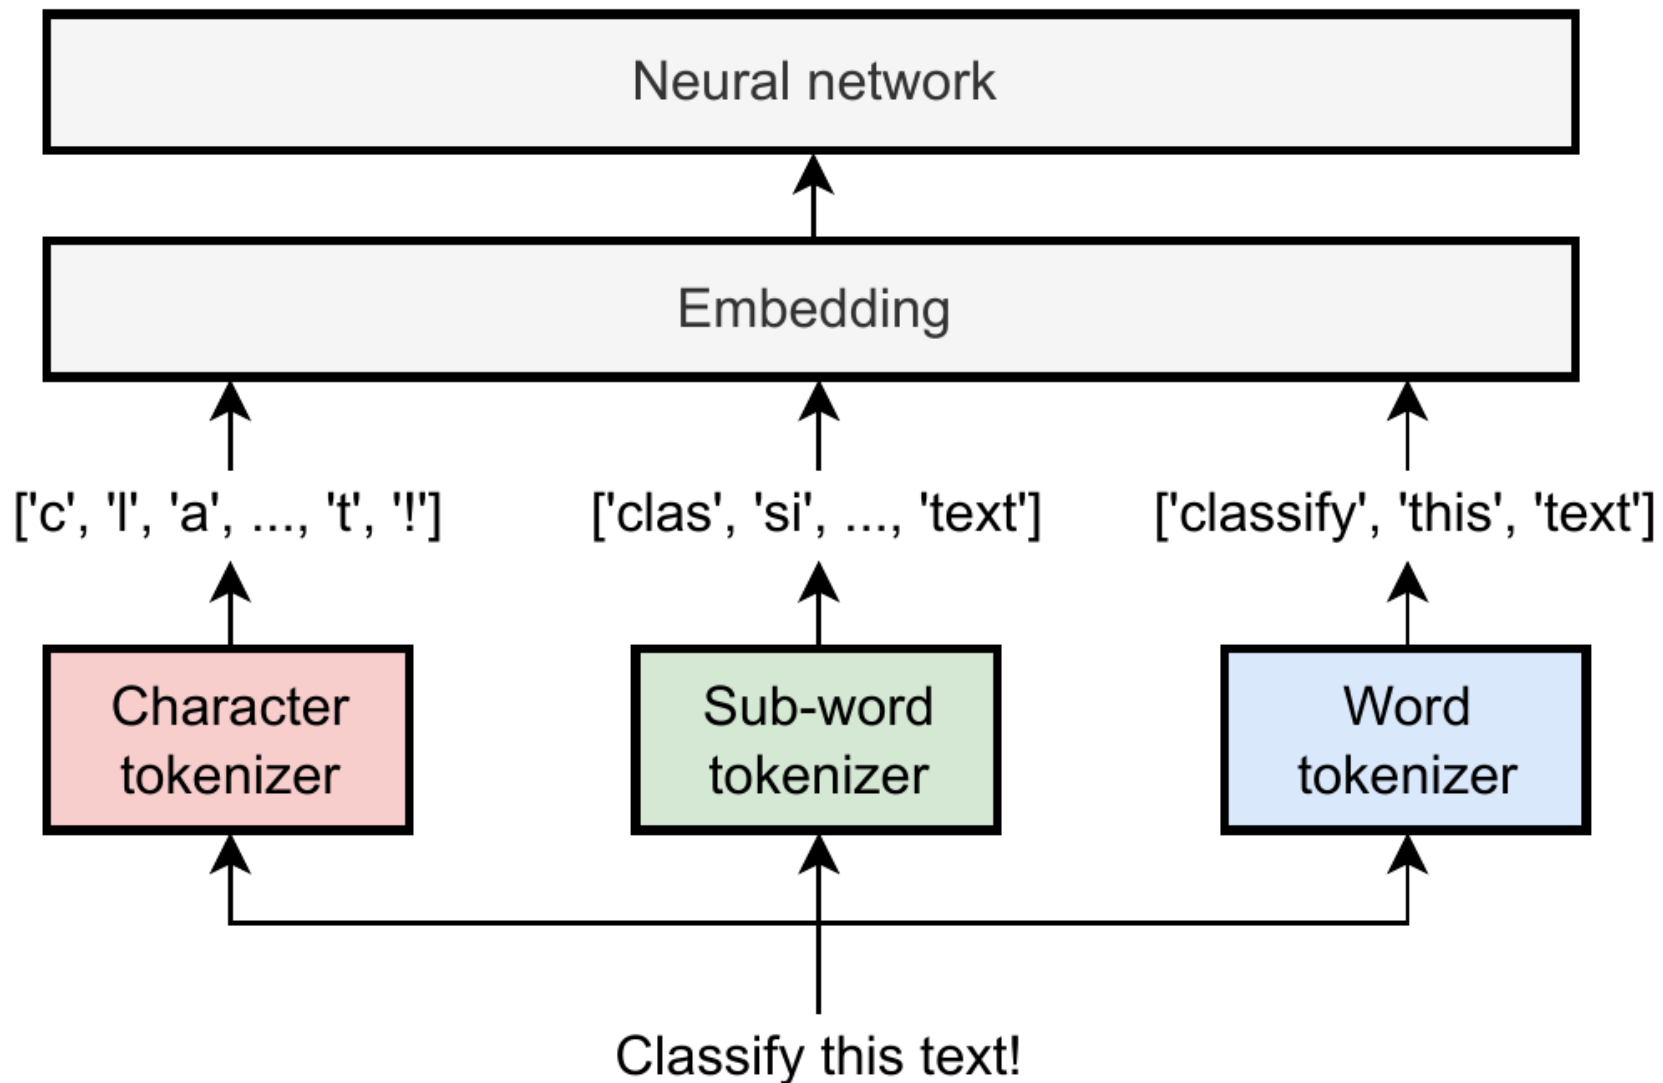 Neural network
Embedding
['c', 'l', 'a', ..., 't', '!']
['clas', 'si', ..., 'text']
['classify', 'this', 'text']
Character
tokenizer
Sub-word
tokenizer
Word
tokenizer
Classify this text!